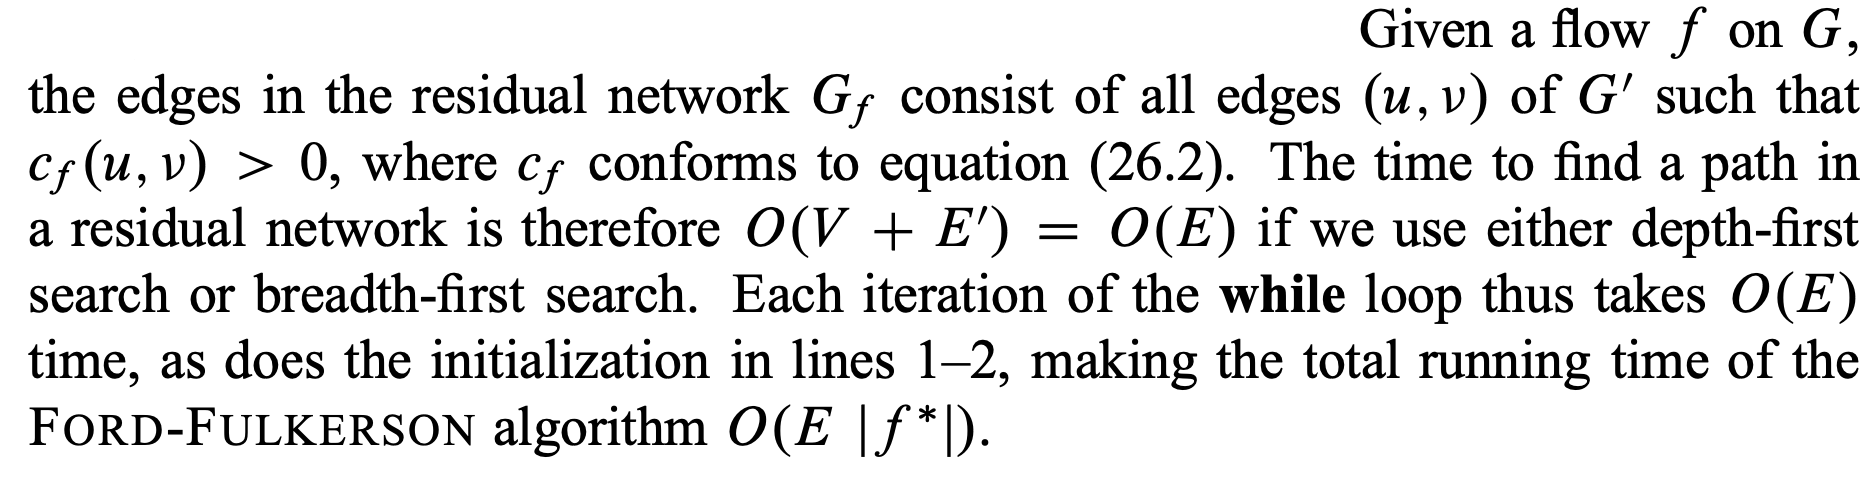 Given a flow f on G,
the edges in the residual network G_f consist of all edges (u, v) of G′ such that
c_f(u, v) > 0, where c_f conforms to equation (26.2). The time to find a path in
a residual network is therefore O(V + E′) = O(E) if we use either depth-first
search or breadth-first search. Each iteration of the while loop thus takes O(E)
time, as does the initialization in lines 1–2, making the total running time of the
FORD-FULKERSON algorithm O(E |f*|).